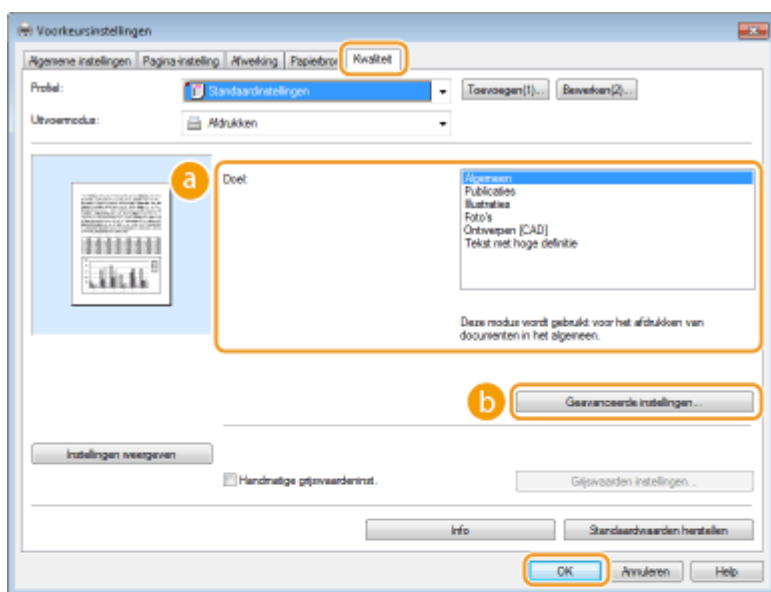 Voorkeursinstellingen
Algemene instellingen Pagina-instelling Afwerking Papierbron Kwaliteit
Profiel: Standaardinstellingen Toevoegen(1)... Bewerken(2)...
Uitvoermodus: Afdrukken
a
Doel:
Algemeen
Publicaties
Illustraties
Foto's
Ontwerpen [CAD]
Tekst met hoge definitie
Deze modus wordt gebruikt voor het afdrukken van
documenten in het algemeen.
b Geavanceerde instellingen...
Instellingen weergeven
Handmatige grijswaardeninst. Grijswaarden instellingen...
Info Standaardwaarden herstellen
OK Annuleren Help